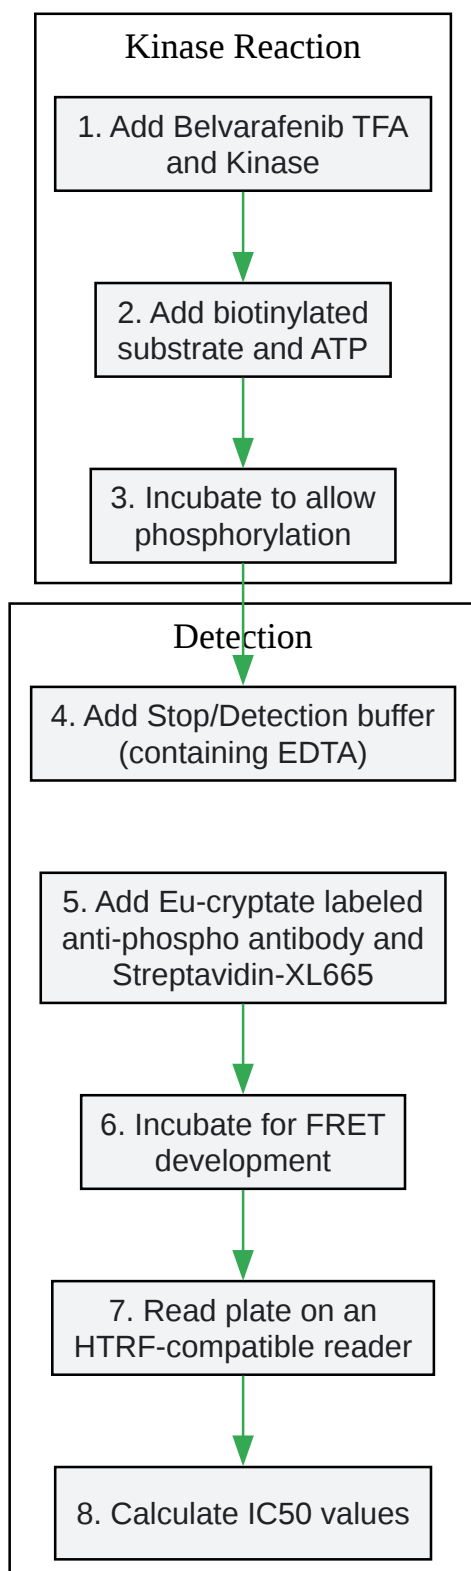 Kinase Reaction
1. Add Belvarafenib TFA
and Kinase
2. Add biotinylated
substrate and ATP
3. Incubate to allow
phosphorylation
Detection
4. Add Stop/Detection buffer
(containing EDTA)
5. Add Eu-cryptate labeled
anti-phospho antibody and
Streptavidin-XL665
6. Incubate for FRET
development
7. Read plate on an
HTRF-compatible reader
8. Calculate IC50 values